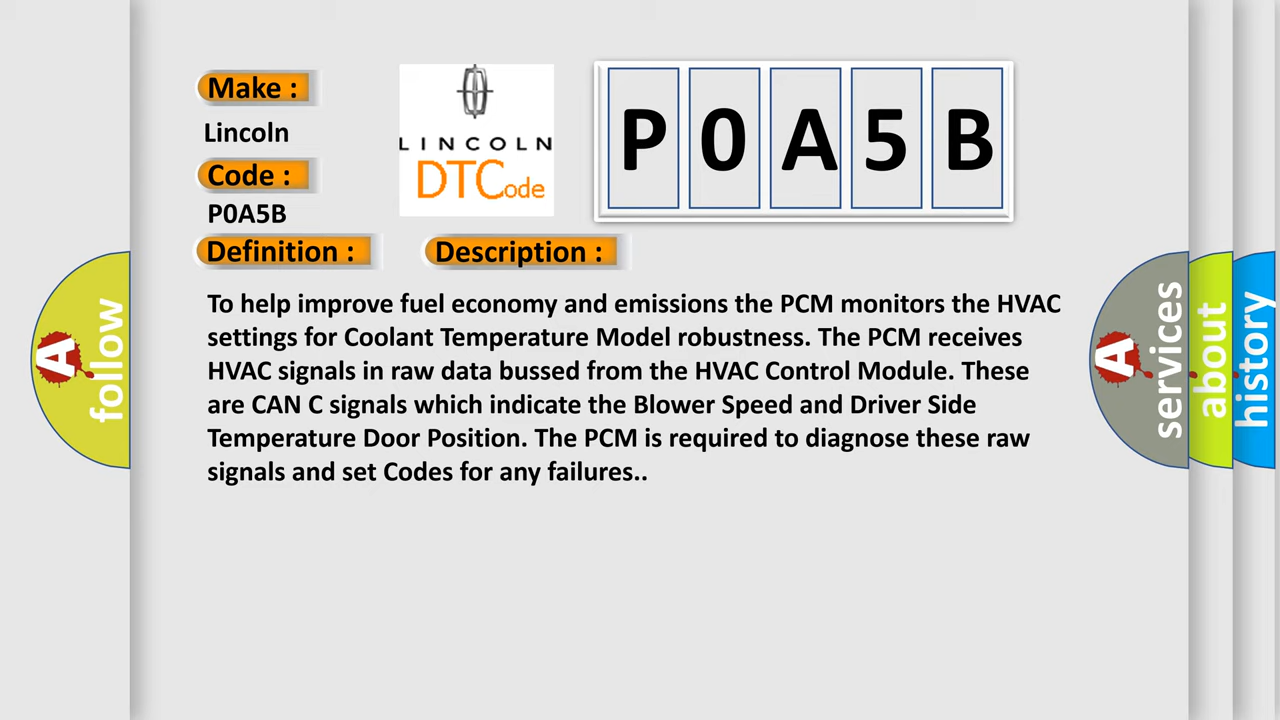 Make :
Lincoln
Code :
P0A5B
Definition :
Description :
LINCOLN
DTCode
P0A5B
To help improve fuel economy and emissions the PCM monitors the HVAC
settings for Coolant Temperature Model robustness. The PCM receives
HVAC signals in raw data bussed from the HVAC Control Module. These
are CAN C signals which indicate the Blower Speed and Driver Side
Temperature Door Position. The PCM is required to diagnose these raw
signals and set Codes for any failures..
A follow
A services
about
history